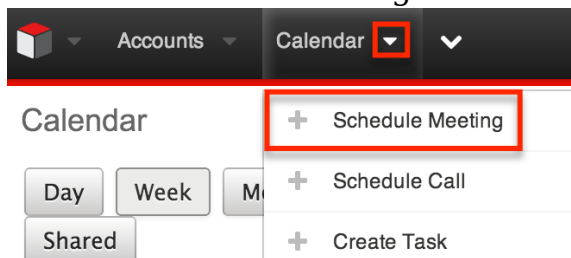 Accounts Calendar
Calendar
Schedule Meeting
Day Week
Schedule Call
Shared
Create Task